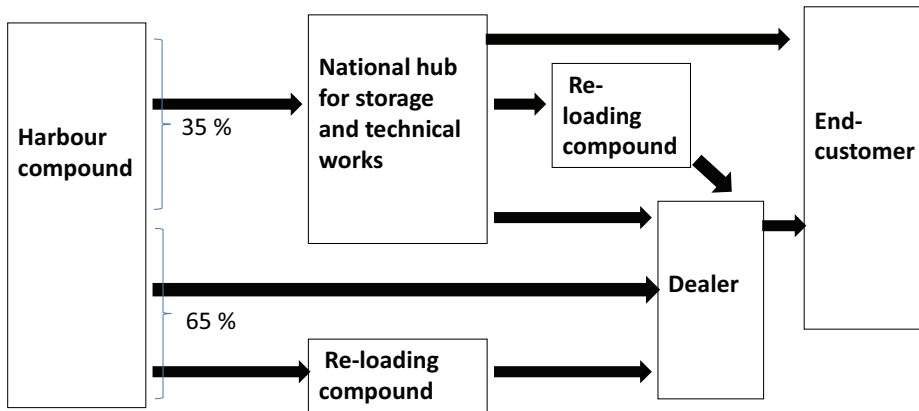 Harbour
compound
35 %
65 %
National hub
for storage
and technical
works
Re-
loading
compound
Re-loading
compound
Dealer
End-
customer